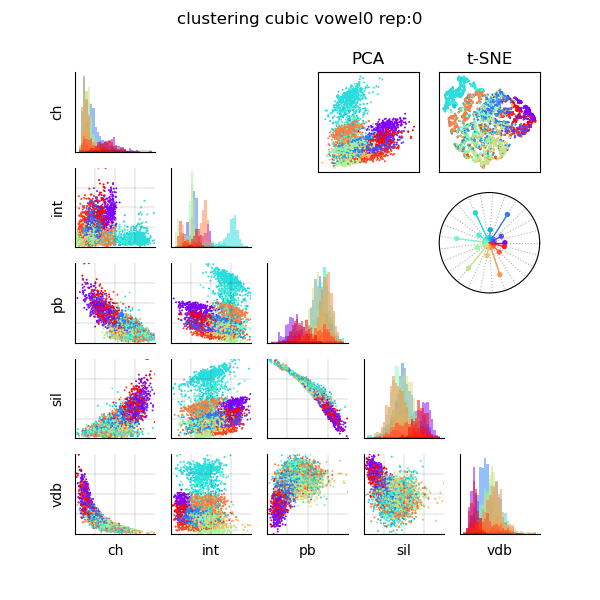 clustering cubic vowel0 rep:0
PCA
t-SNE
ch
int
pb
sil
vdb
ch
int
pb
sil
vdb